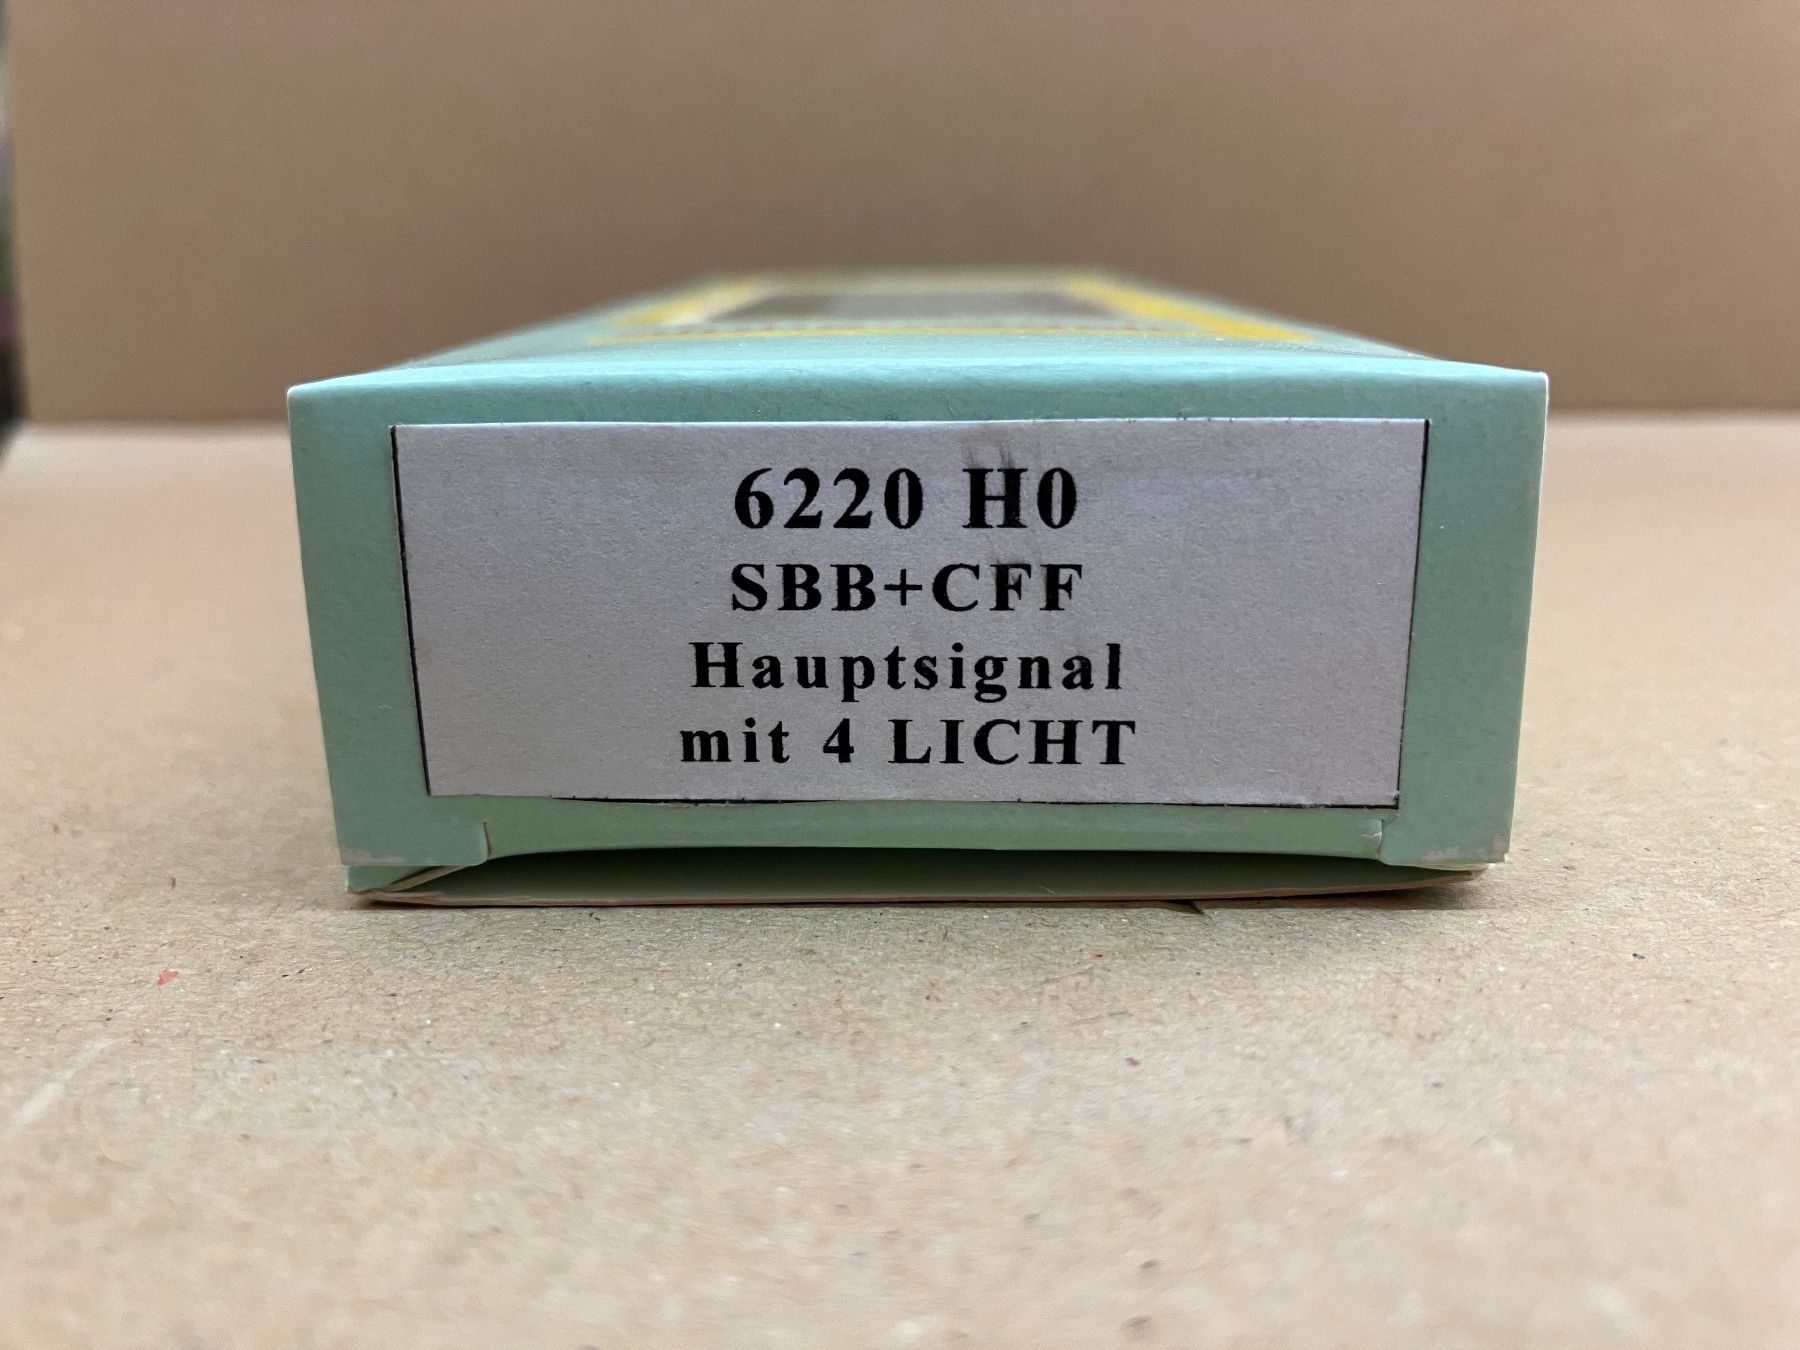 6220 H0
SBB+CFF
Hauptsignal
mit 4 LICHT